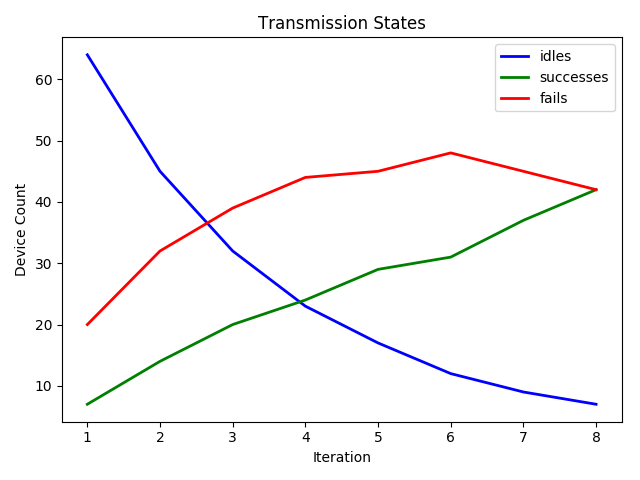 Transmission States
idles
successes
fails
Device Count
60
50
40
30
20
10
1 2 3 4 5 6 7 8
Iteration